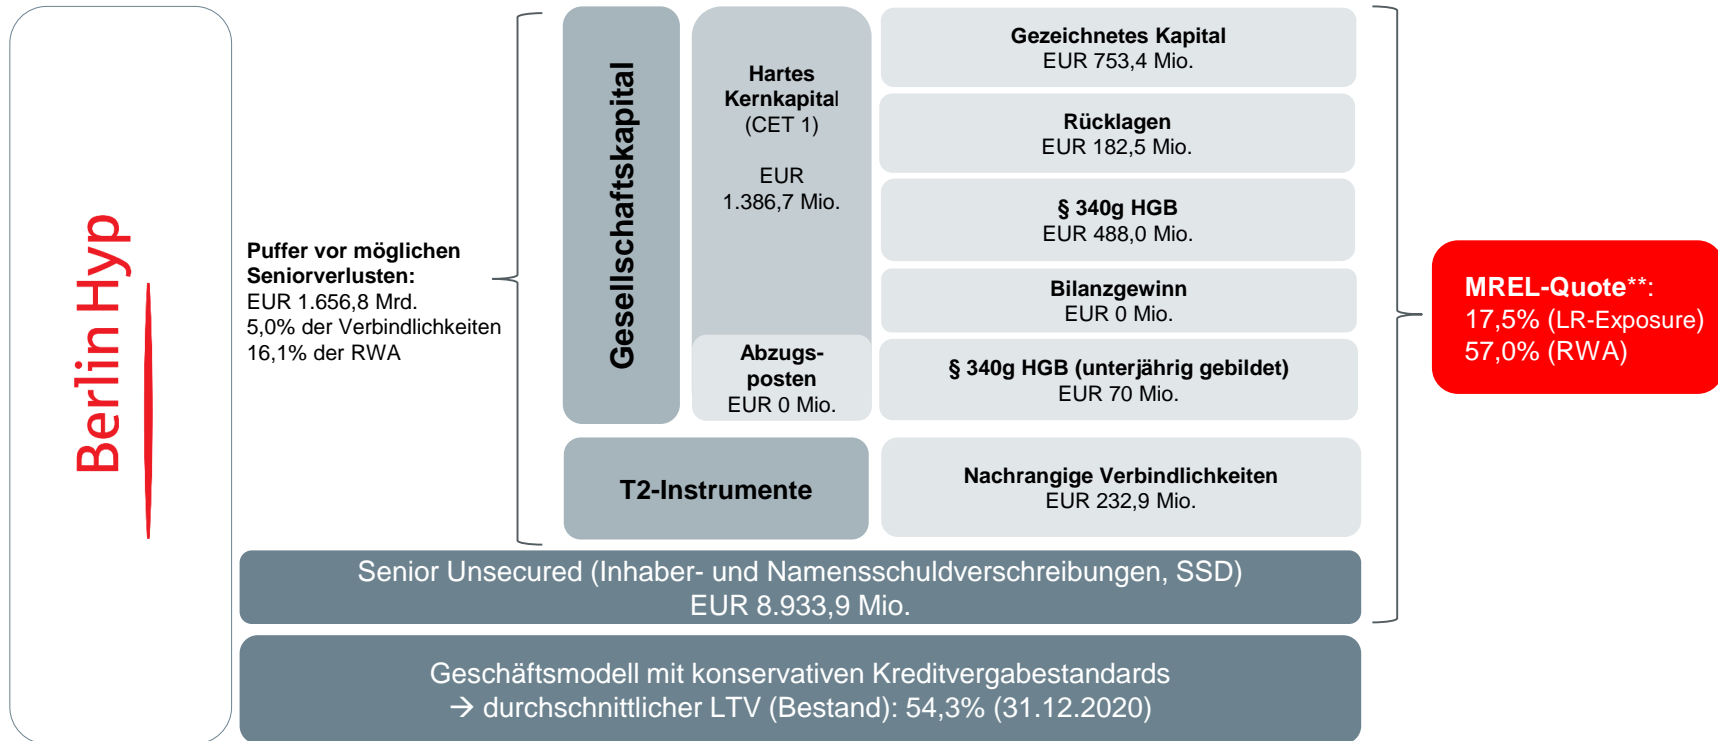 Berlin Hyp
Puffer vor möglichen
Seniorverlusten:
EUR 1.656,8 Mrd.
5,0% der Verbindlichkeiten
16,1% der RWA
Gesellschaftskapital
Hartes
Kernkapital
(CET 1)
EUR
1.386,7 Mio.
Abzugs-
posten
EUR 0 Mio.
Gezeichnetes Kapital
EUR 753,4 Mio.
Rücklagen
EUR 182,5 Mio.
§ 340g HGB
EUR 488,0 Mio.
Bilanzgewinn
EUR 0 Mio.
§ 340g HGB (unterjährig gebildet)
EUR 70 Mio.
T2-Instrumente
Nachrangige Verbindlichkeiten
EUR 232,9 Mio.
MREL-Quote**:
17,5% (LR-Exposure)
57,0% (RWA)
Senior Unsecured (Inhaber- und Namensschuldverschreibungen, SSD)
EUR 8.933,9 Mio.
Geschäftsmodell mit konservativen Kreditvergabestandards
→ durchschnittlicher LTV (Bestand): 54,3% (31.12.2020)